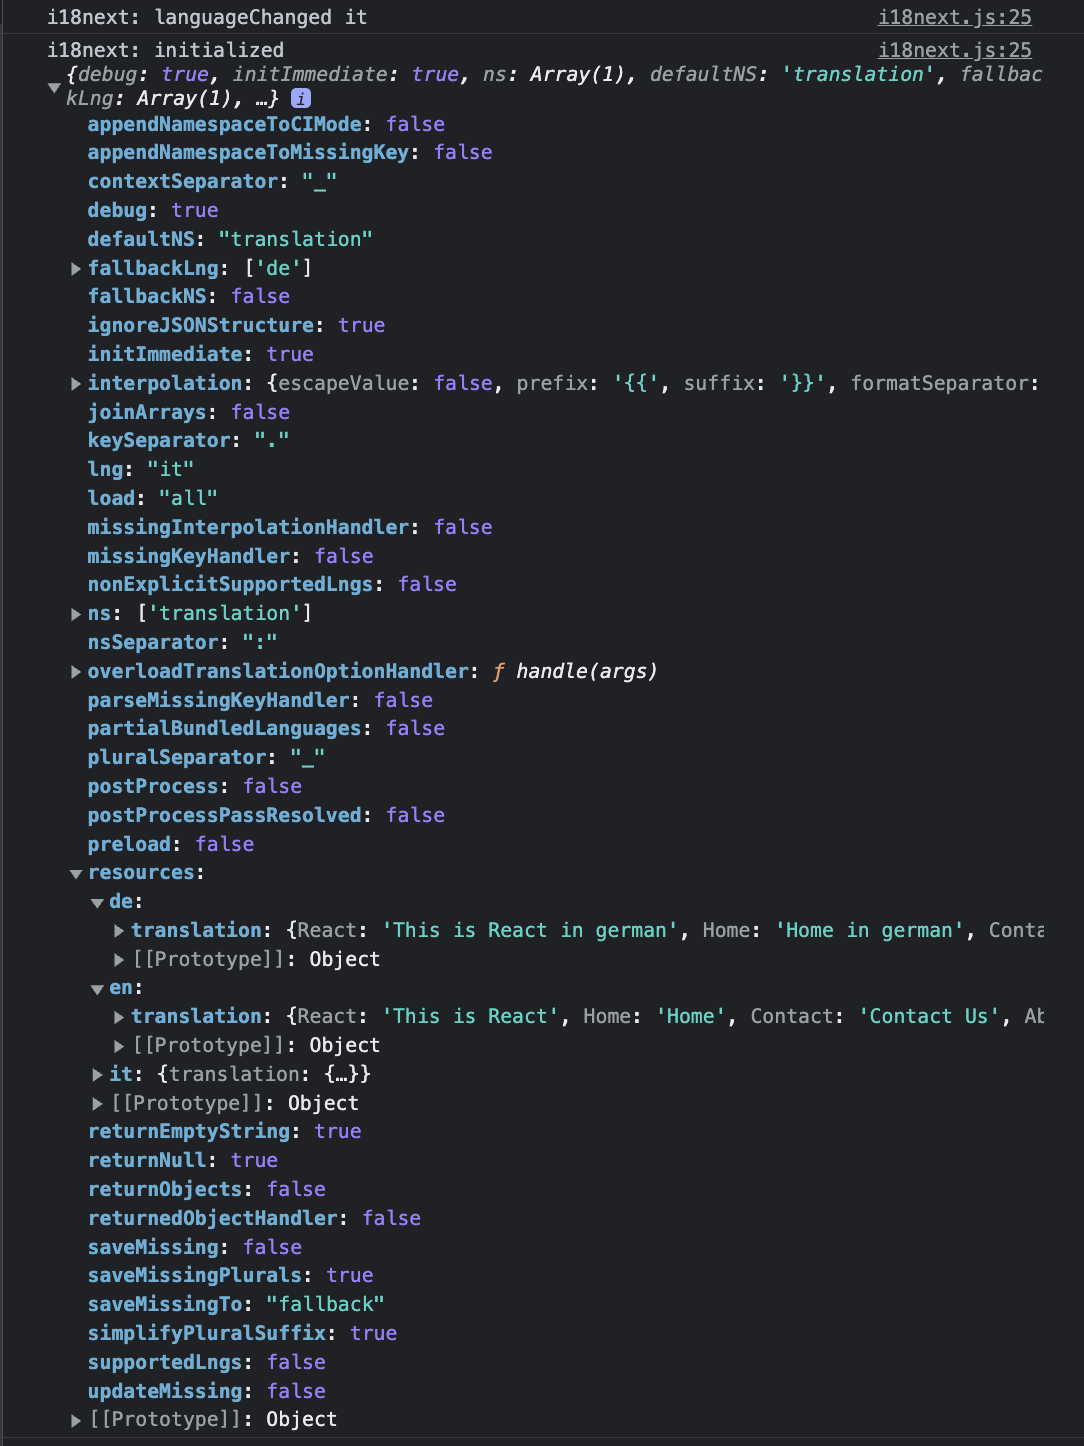 i18next: languageChanged it i18next.js:25
i18next: initialized i18next.js:25
{debug: true, initImmediate: true, ns: Array(1), defaultNS: 'translation', fallbac
kLng: Array(1), …} i
appendNamespaceToCIMode: false
appendNamespaceToMissingKey: false
contextSeparator: "_"
debug: true
defaultNS: "translation"
fallbackLng: ['de']
fallbackNS: false
ignoreJSONStructure: true
initImmediate: true
interpolation: {escapeValue: false, prefix: '{{', suffix: '}}', formatSeparator:
joinArrays: false
keySeparator: "."
lng: "it"
load: "all"
missingInterpolationHandler: false
missingKeyHandler: false
nonExplicitSupportedLngs: false
ns: ['translation']
nsSeparator: ":"
overloadTranslationOptionHandler: ƒ handle(args)
parseMissingKeyHandler: false
partialBundledLanguages: false
pluralSeparator: "_"
postProcess: false
postProcessPassResolved: false
preload: false
resources:
de:
translation: {React: 'This is React in german', Home: 'Home in german', Conta
[[Prototype]]: Object
en:
translation: {React: 'This is React', Home: 'Home', Contact: 'Contact Us', Ab
[[Prototype]]: Object
it: {translation: {…}}
[[Prototype]]: Object
returnEmptyString: true
returnNull: true
returnObjects: false
returnedObjectHandler: false
saveMissing: false
saveMissingPlurals: true
saveMissingTo: "fallback"
simplifyPluralSuffix: true
supportedLngs: false
updateMissing: false
[[Prototype]]: Object